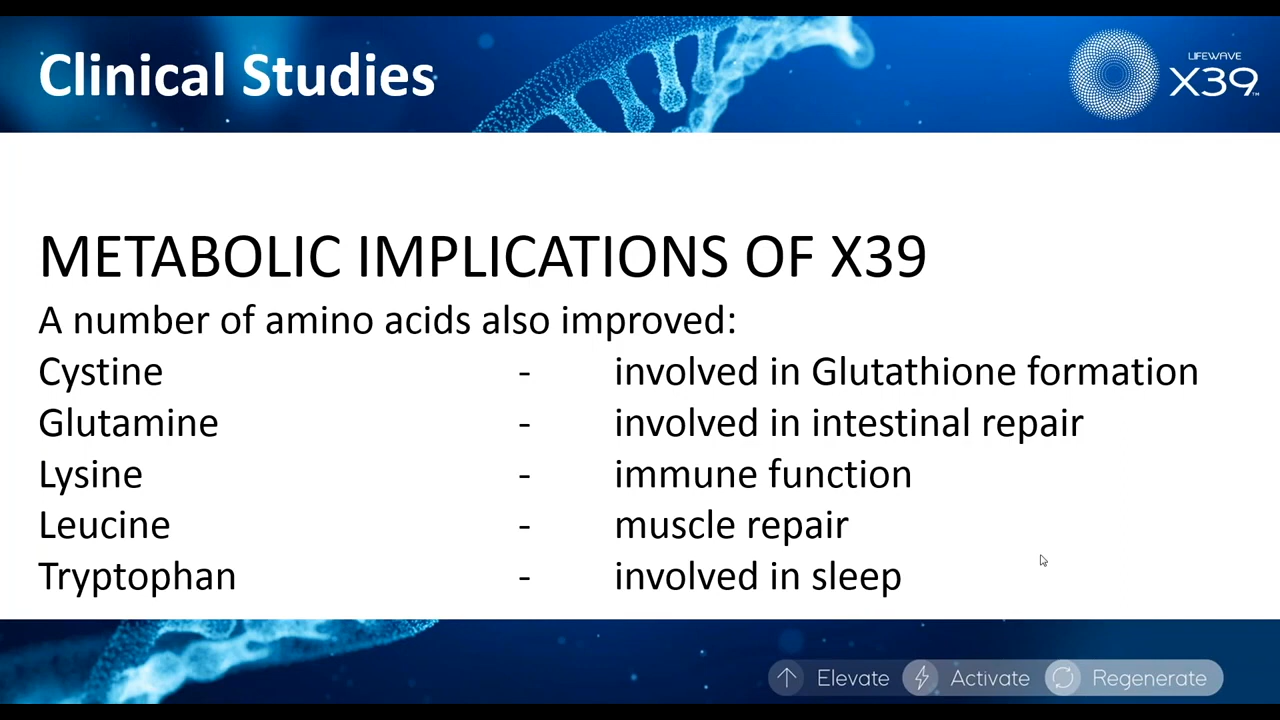 Clinical Studies
LIFEWAVE
X39™
METABOLIC IMPLICATIONS OF X39
A number of amino acids also improved:
Cystine - involved in Glutathione formation
Glutamine - involved in intestinal repair
Lysine - immune function
Leucine - muscle repair
Tryptophan - involved in sleep
Elevate Activate Regenerate